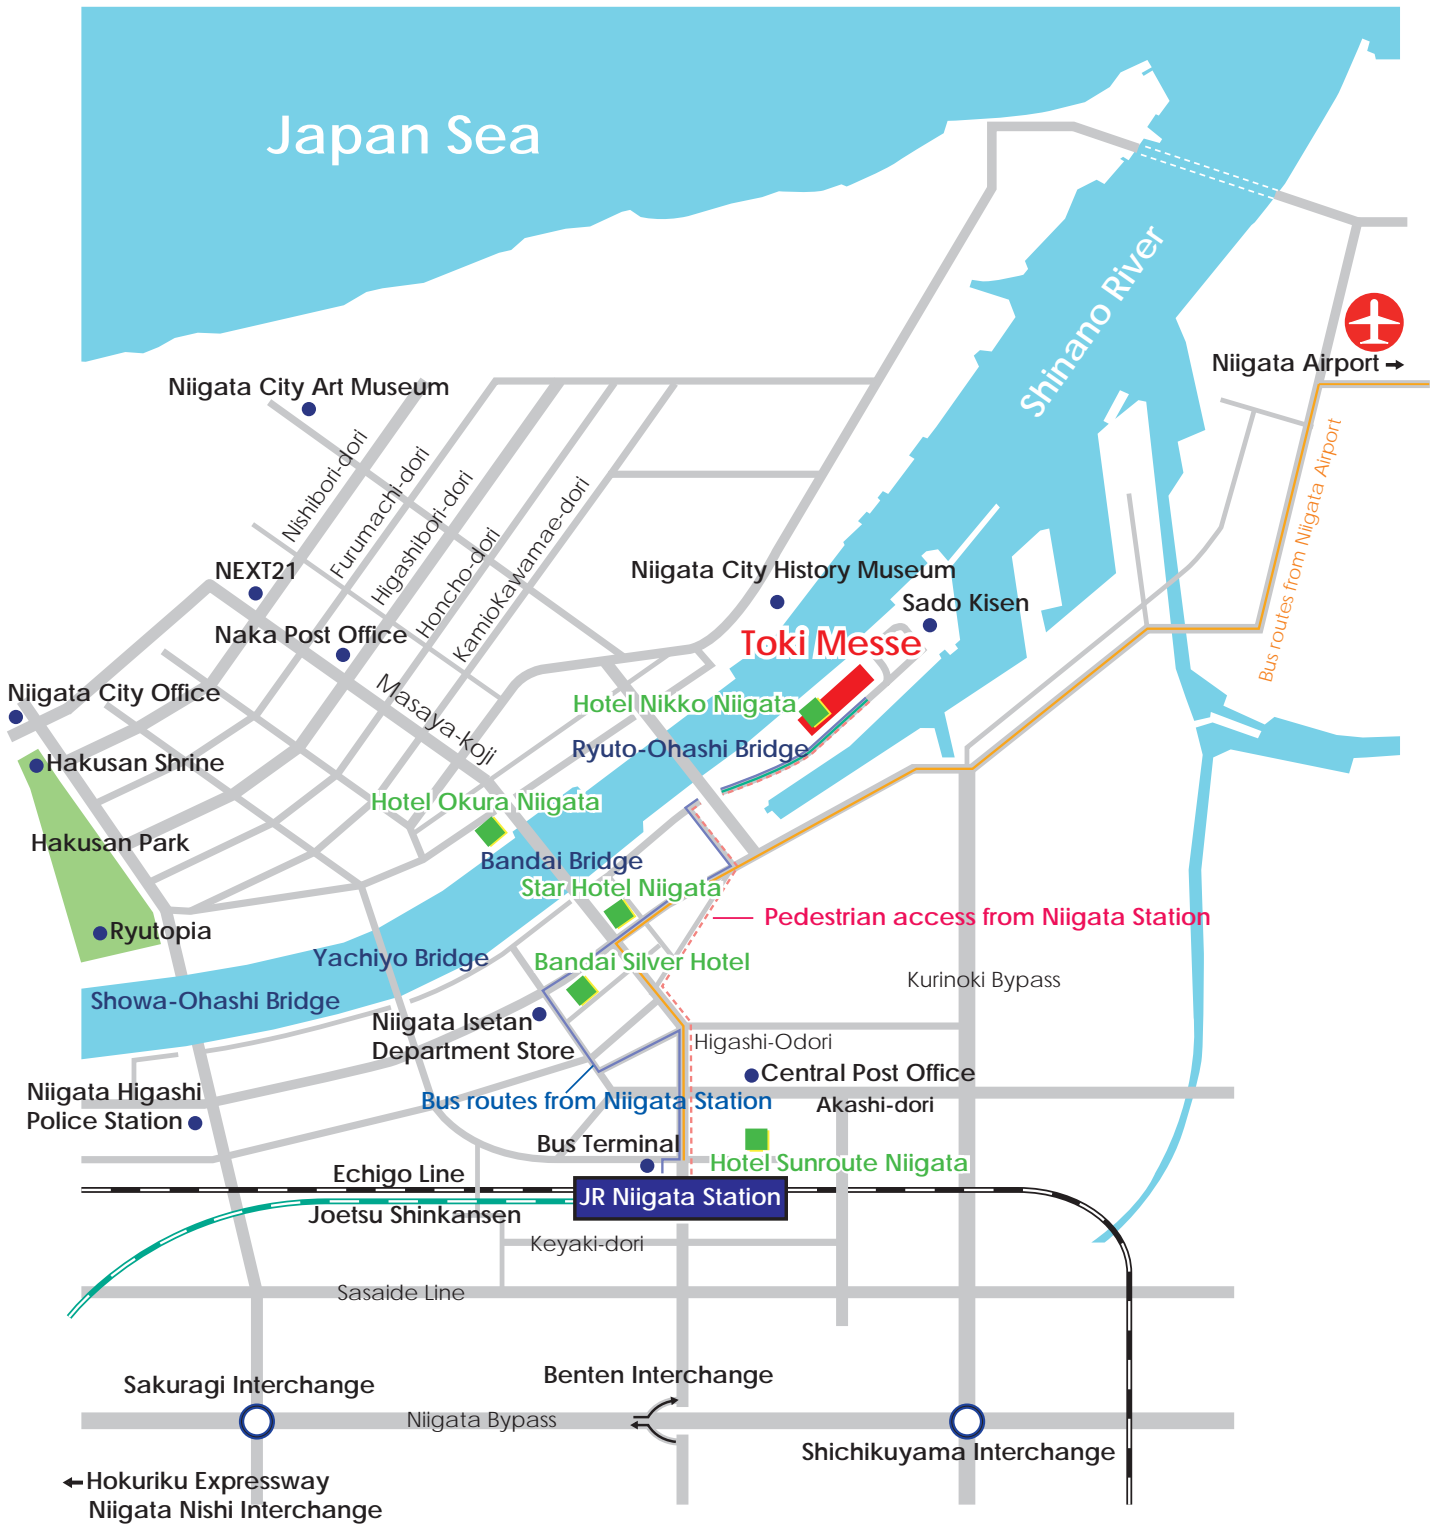 Japan Sea
Shinano River
Niigata Airport
Niigata City Art Museum
Bus routes from Niigata Airport
Nishibori-dori
Furumachi-dori
Higashibori-dori
Honcho-dori
KamioKawamae-dori
NEXT21
Niigata City History Museum
Sado Kisen
Naka Post Office
Toki Messe
Masaya-koji
Niigata City Office
Hotel Nikko Niigata
Ryuto-Ohashi Bridge
Hakusan Shrine
Hotel Okura Niigata
Hakusan Park
Bandai Bridge
Star Hotel Niigata
Pedestrian access from Niigata Station
Ryutopia
Yachiyo Bridge
Bandai Silver Hotel
Kurinoki Bypass
Showa-Ohashi Bridge
Niigata Isetan
Department Store
Higashi-Odori
Central Post Office
Niigata Higashi
Police Station
Bus routes from Niigata Station
Akashi-dori
Bus Terminal
Hotel Sunroute Niigata
Echigo Line
JR Niigata Station
Joetsu Shinkansen
Keyaki-dori
Sasaide Line
Benten Interchange
Sakuragi Interchange
Niigata Bypass
Shichikuyama Interchange
Hokuriku Expressway
Niigata Nishi Interchange